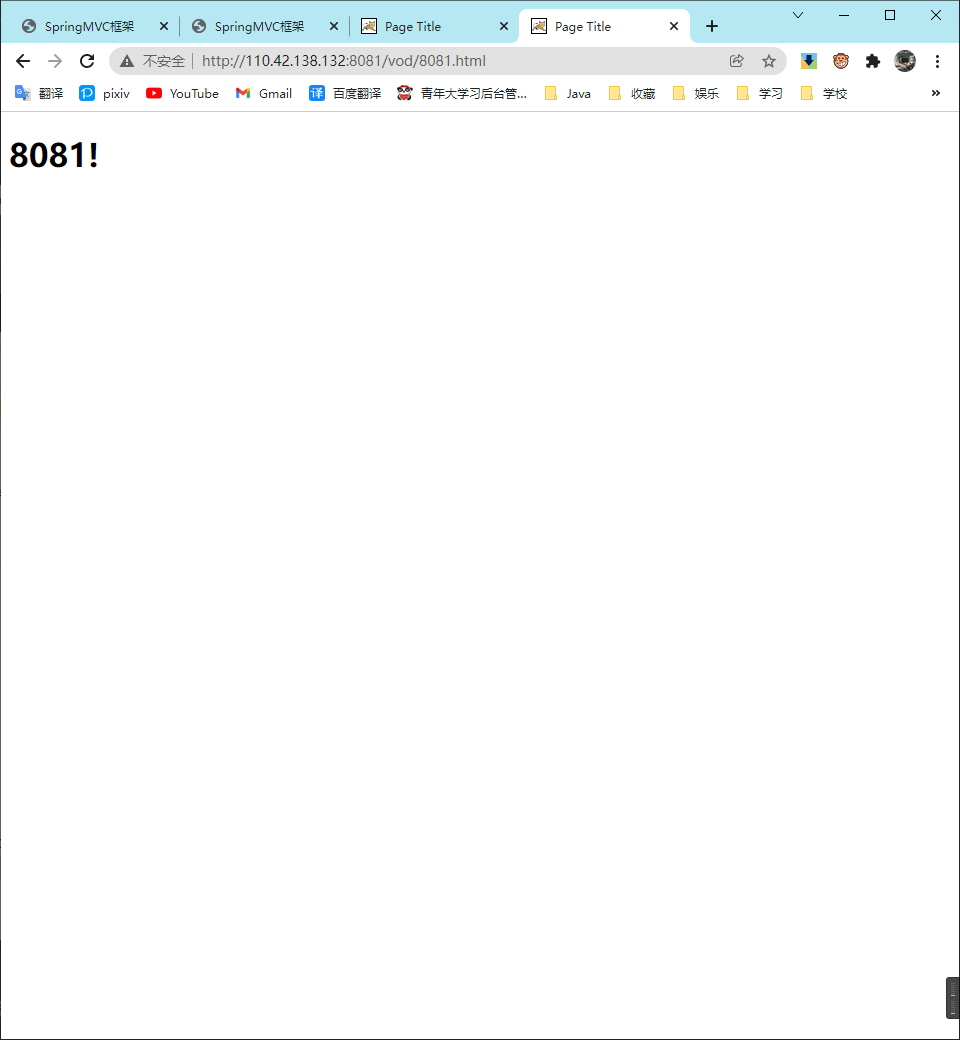 SpringMVC框架 SpringMVC框架 Page Title Page Title
不安全 http://110.42.138.132:8081/vod/8081.html
翻译 pixiv YouTube Gmail 译 百度翻译 青年大学习后台管... Java 收藏 娱乐 学习 学校 »
8081!